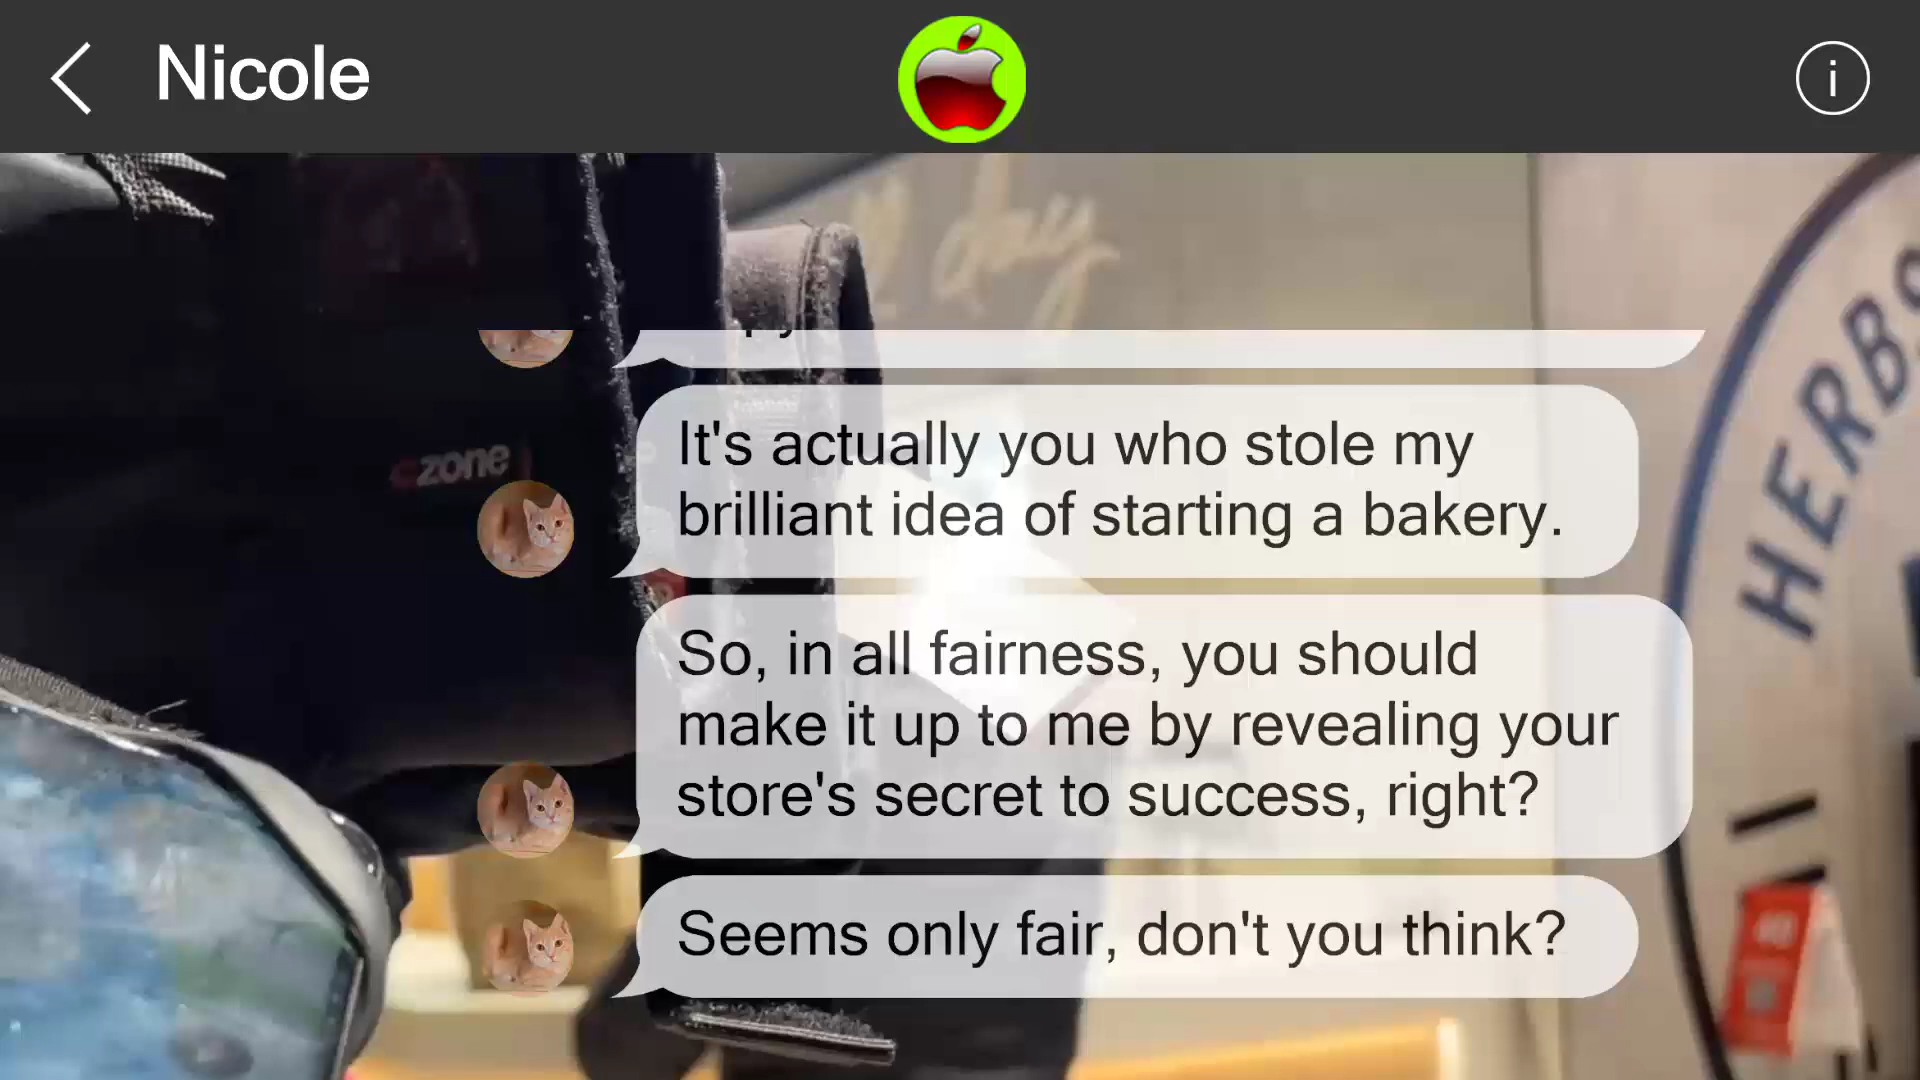 Nicole
i
day
HERBS
zone
It's actually you who stole my
brilliant idea of starting a bakery.
So, in all fairness, you should
make it up to me by revealing your
store's secret to success, right?
Seems only fair, don't you think?